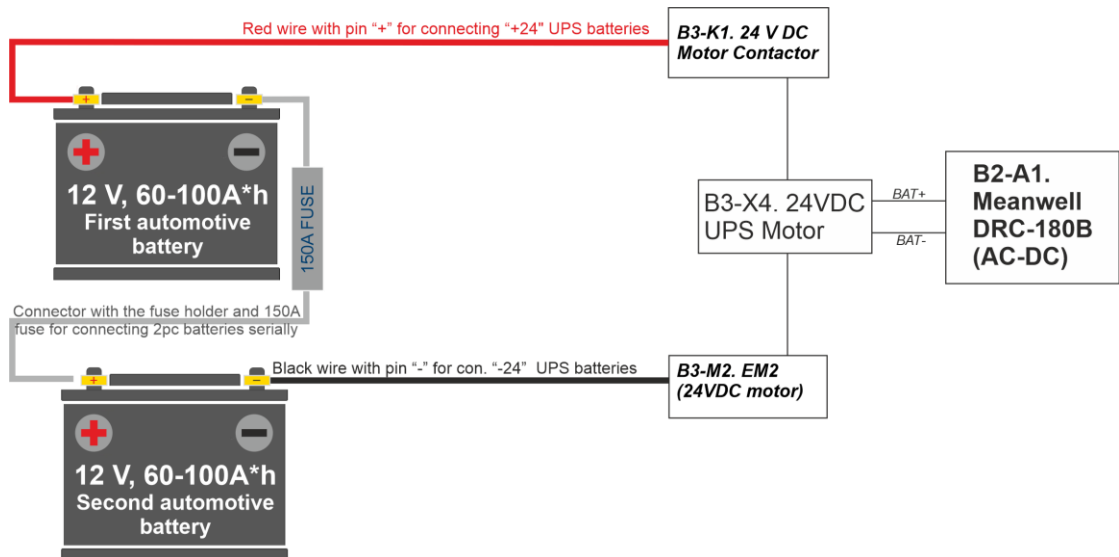 Red wire with pin “+” for connecting “+24" UPS batteries
B3-K1. 24 V DC
Motor Contactor
+
−
12 V, 60-100A*h
First automotive
battery
150A FUSE
B3-X4. 24VDC
UPS Motor
BAT+
BAT-
B2-A1.
Meanwell
DRC-180B
(AC-DC)
Connector with the fuse holder and 150A
fuse for connecting 2pc batteries serially
Black wire with pin “-” for con. “-24”  UPS batteries
B3-M2. EM2
(24VDC motor)
+
−
12 V, 60-100A*h
Second automotive
battery